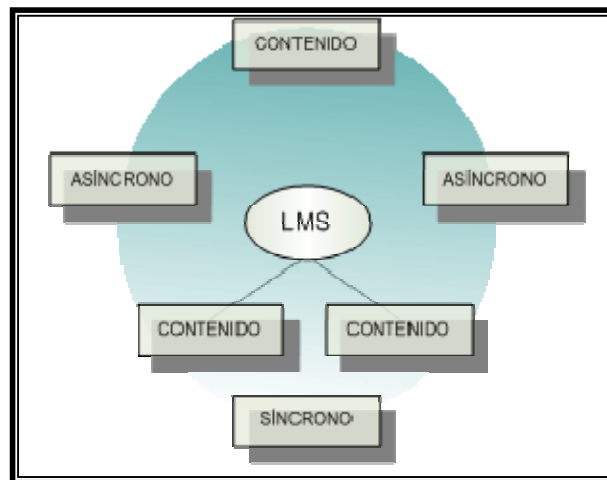 CONTENIDO
ASÍNCRONO
ASÍNCRONO
LMS
CONTENIDO
CONTENIDO
SÍNCRONO